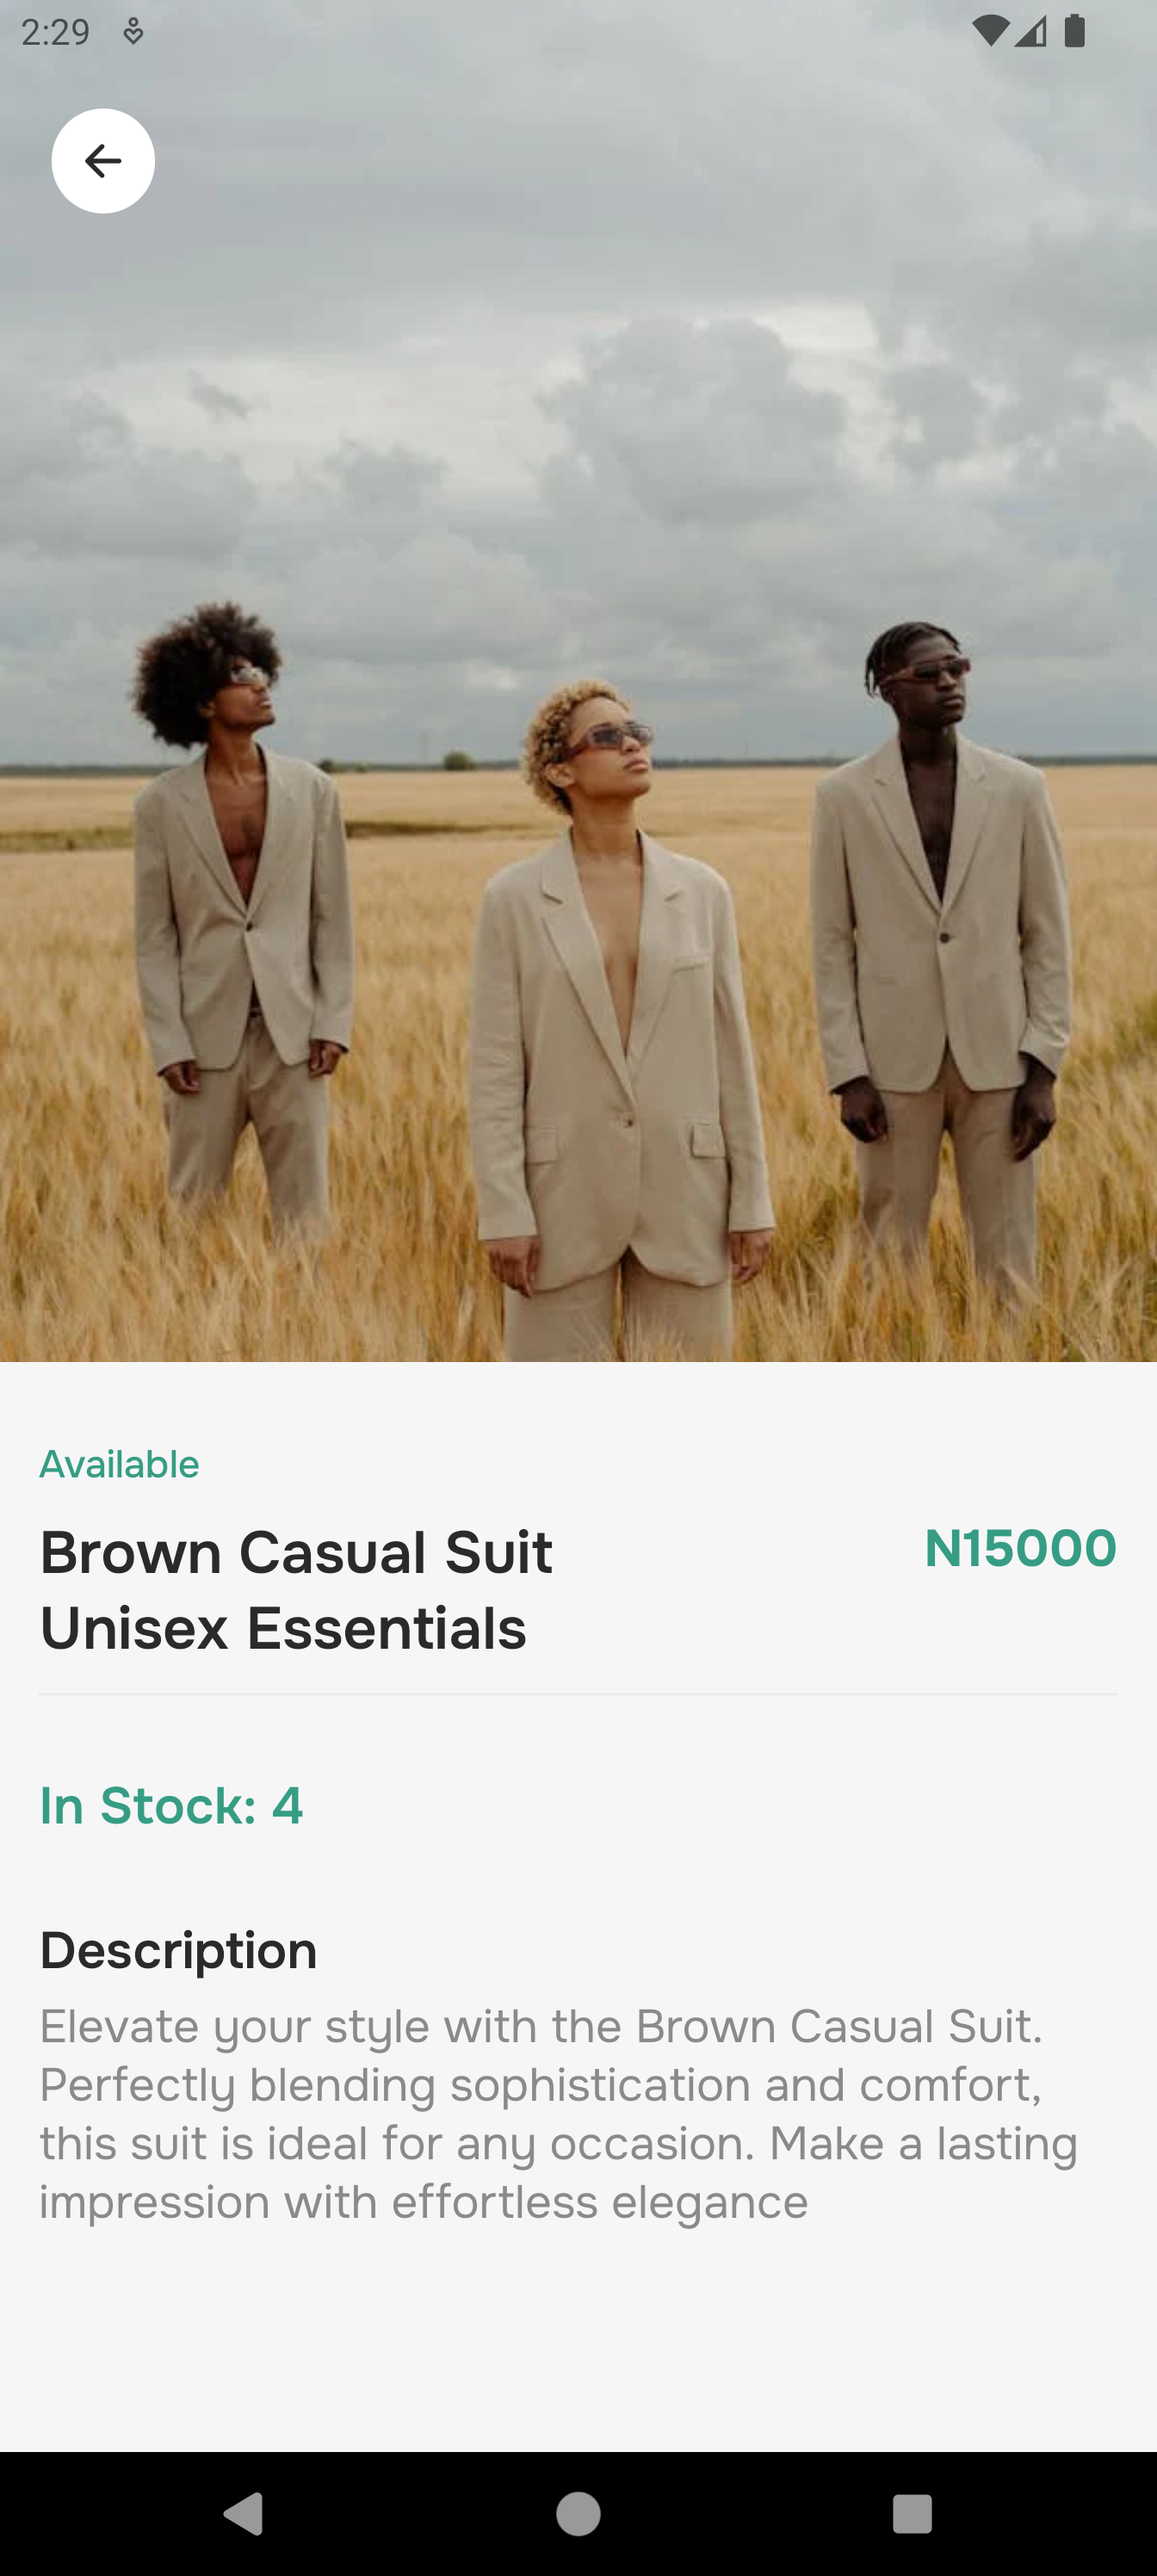 2:29
Available
Brown Casual Suit
Unisex Essentials
N15000
In Stock: 4
Description
Elevate your style with the Brown Casual Suit.
Perfectly blending sophistication and comfort,
this suit is ideal for any occasion. Make a lasting
impression with effortless elegance